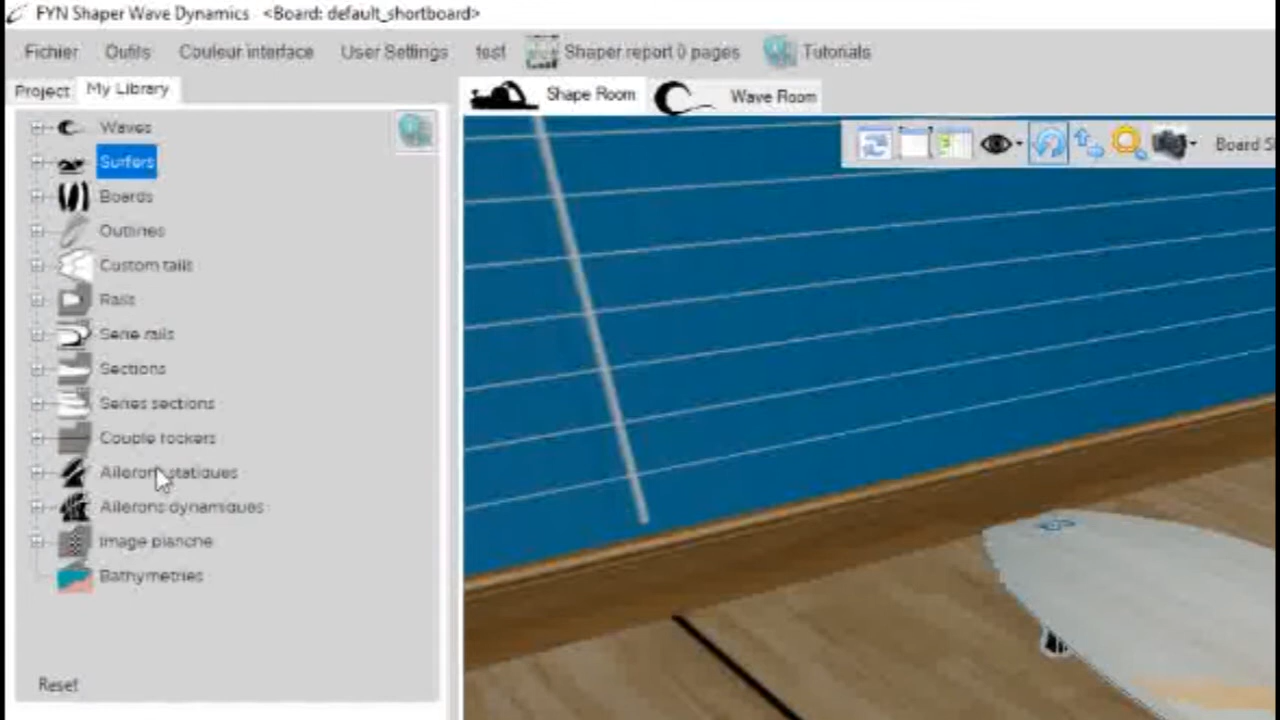 FYN Shaper Wave Dynamics <Board: default_shortboard>
Fichier Outils Couleur interface User Settings test Shaper report 0 pages Tutorials
Project My Library Shape Room Wave Room
Board S
Waves
Surfers
Boards
Outlines
Custom tails
Rails
Serie rails
Sections
Series sections
Couple rockers
Ailerons statiques
Ailerons dynamiques
Image planche
Bathymetries
Reset